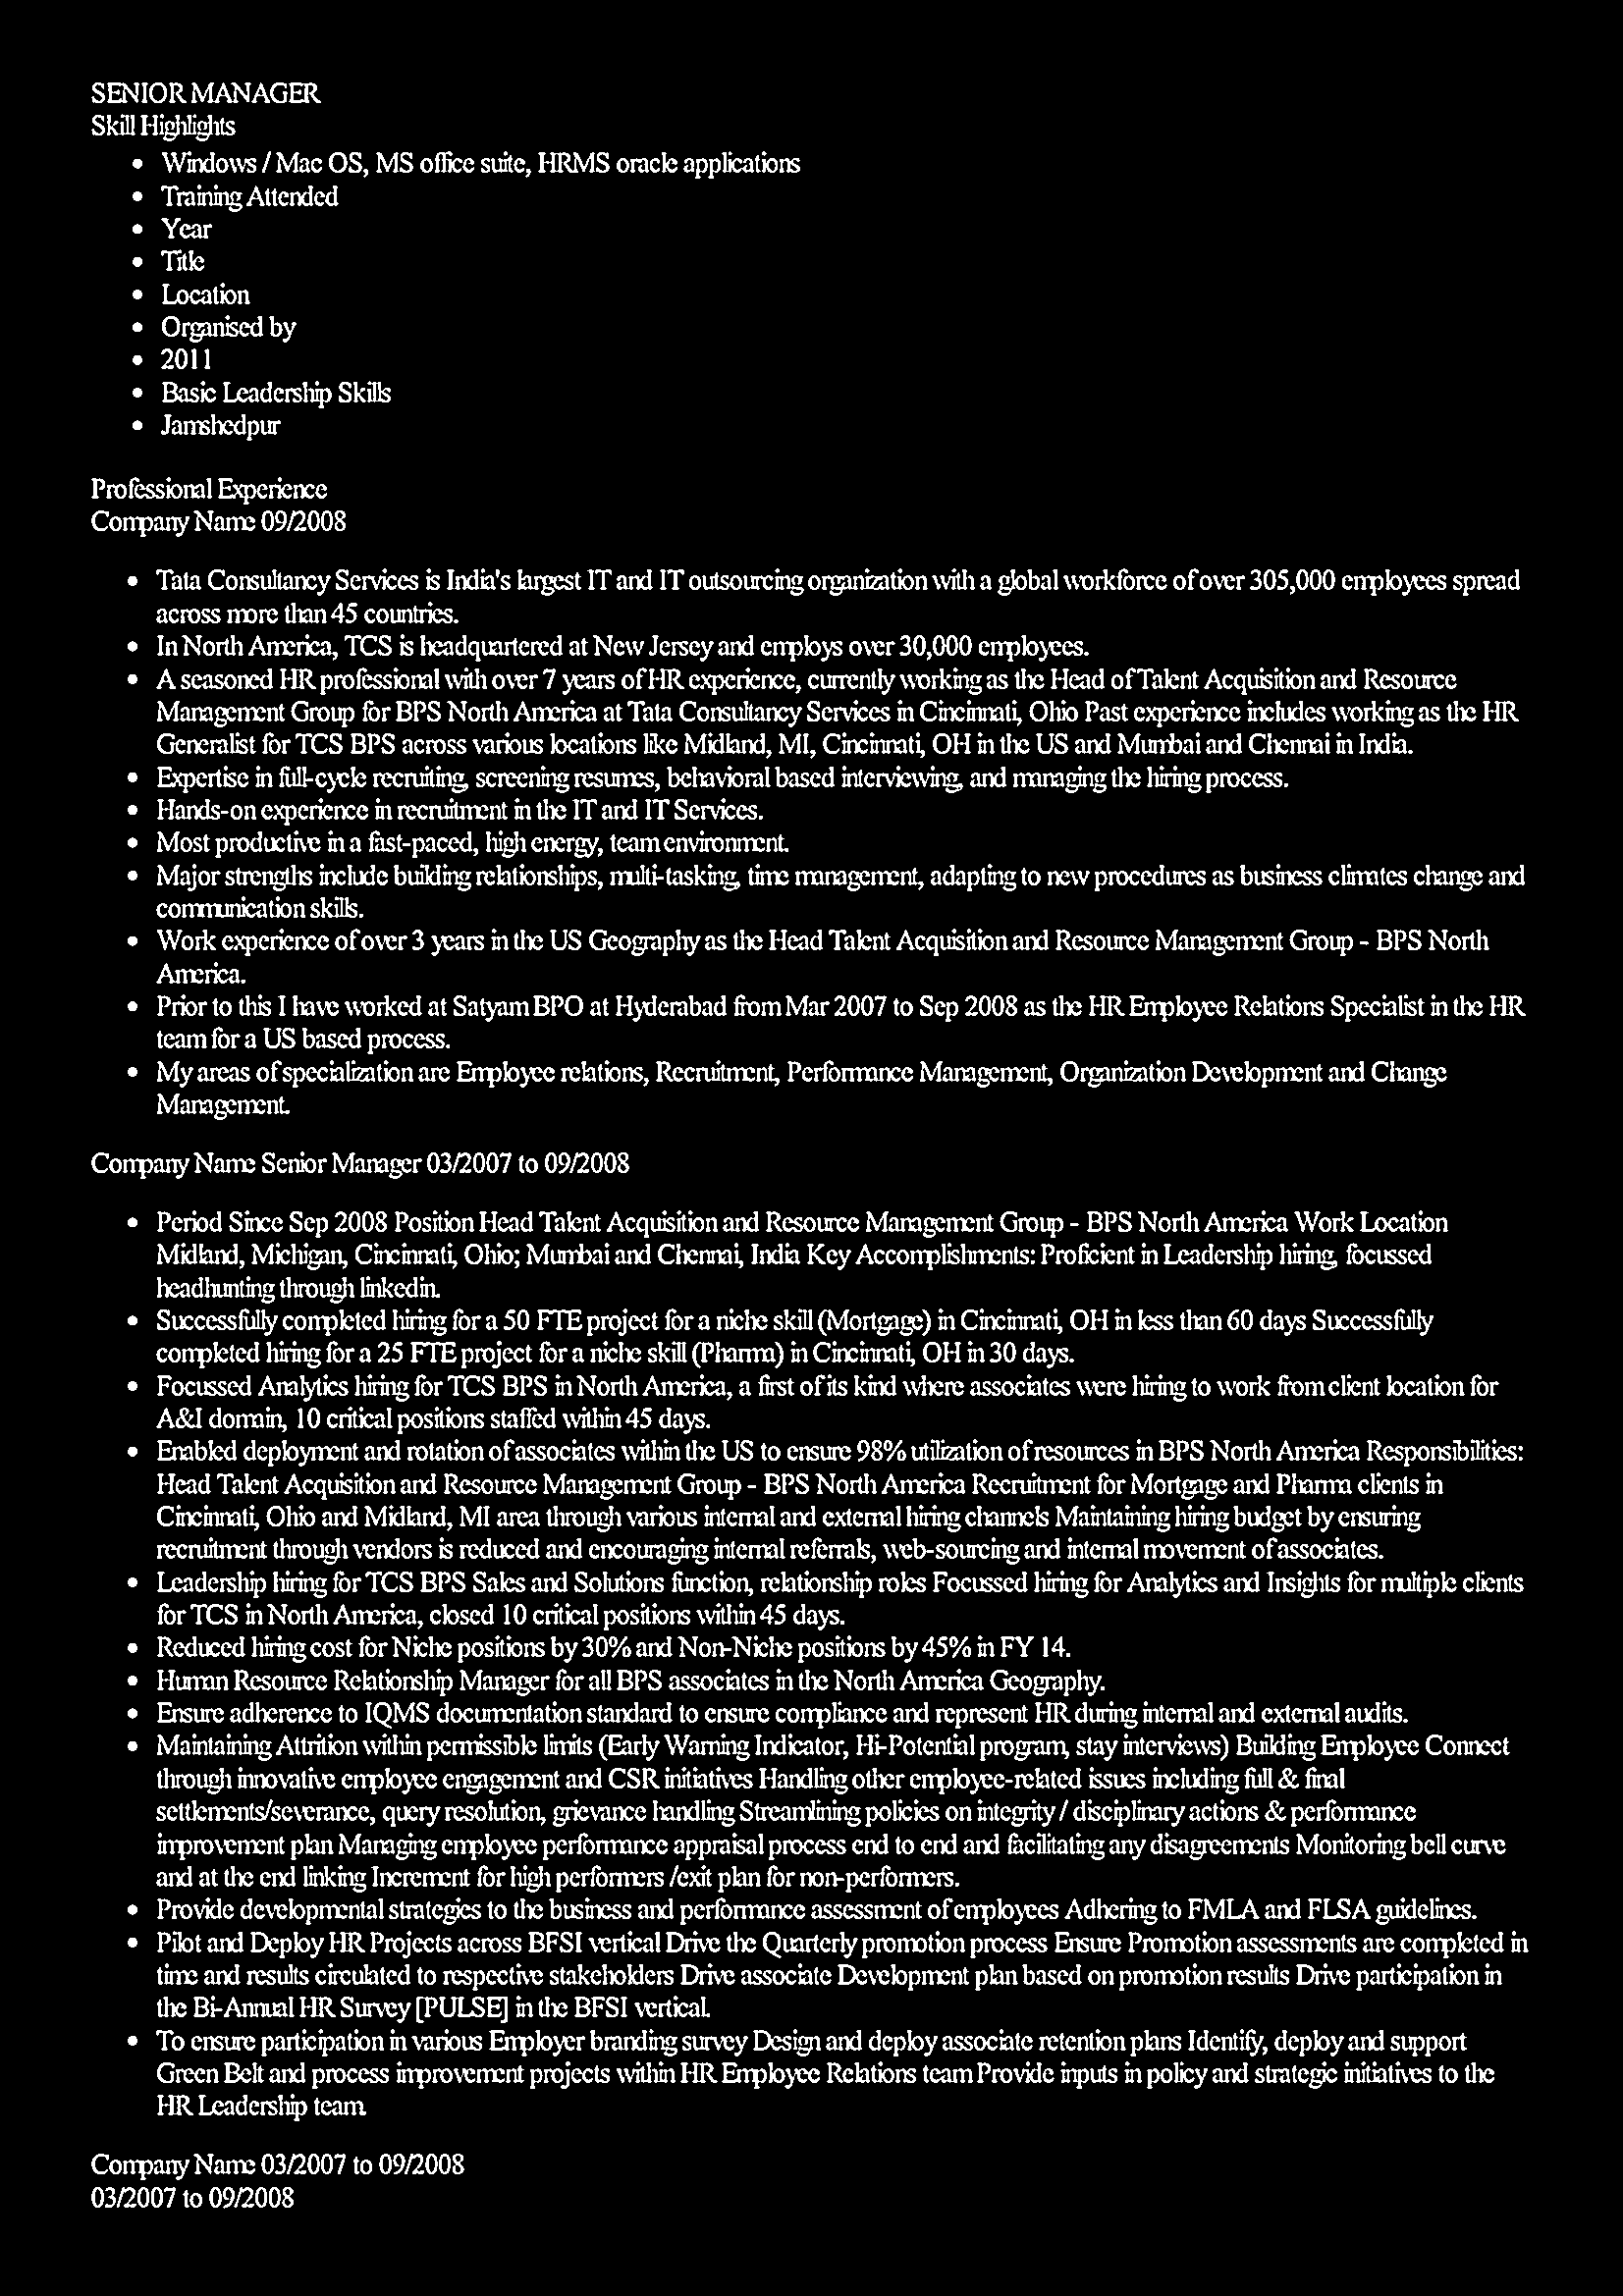 SENIOR MANAGER
Skill Highlights
• Windows / Mac OS, MS office suite, HRMS oracle applications
• Training Attended
• Year
• Title
• Location
• Organised by
• 2011
• Basic Leadership Skills
• Jamshedpur
Professional Experience
Company Name 09/2008
• Tata Consultancy Services is India's largest IT and IT outsourcing organization with a global workforce of over 305,000 employees spread
across more than 45 countries.
• In North America, TCS is headquartered at New Jersey and employs over 30,000 employees.
• A seasoned HR professional with over 7 years of HR experience, currently working as the Head of Talent Acquisition and Resource
Management Group for BPS North America at Tata Consultancy Services in Cincinnati, Ohio Past experience includes working as the HR
Generalist for TCS BPS across various locations like Midland, MI, Cincinnati, OH in the US and Mumbai and Chennai in India.
• Expertise in full-cycle recruiting, screening resumes, behavioral based interviewing, and managing the hiring process.
• Hands-on experience in recruitment in the IT and IT Services.
• Most productive in a fast-paced, high energy, team environment.
• Major strengths include building relationships, multi-tasking, time management, adapting to new procedures as business climates change and
communication skills.
• Work experience of over 3 years in the US Geography as the Head Talent Acquisition and Resource Management Group - BPS North
America.
• Prior to this I have worked at Satyam BPO at Hyderabad from Mar 2007 to Sep 2008 as the HR Employee Relations Specialist in the HR
team for a US based process.
• My areas of specialization are Employee relations, Recruitment, Performance Management, Organization Development and Change
Management.
Company Name Senior Manager 03/2007 to 09/2008
• Period Since Sep 2008 Position Head Talent Acquisition and Resource Management Group - BPS North America Work Location
Midland, Michigan, Cincinnati, Ohio; Mumbai and Chennai, India Key Accomplishments: Proficient in Leadership hiring, focussed
headhunting through linkedin.
• Successfully completed hiring for a 50 FTE project for a niche skill (Mortgage) in Cincinnati, OH in less than 60 days Successfully
completed hiring for a 25 FTE project for a niche skill (Pharma) in Cincinnati, OH in 30 days.
• Focussed Analytics hiring for TCS BPS in North America, a first of its kind where associates were hiring to work from client location for
A&I domain, 10 critical positions staffed within 45 days.
• Enabled deployment and rotation of associates within the US to ensure 98% utilization of resources in BPS North America Responsibilities:
Head Talent Acquisition and Resource Management Group - BPS North America Recruitment for Mortgage and Pharma clients in
Cincinnati, Ohio and Midland, MI area through various internal and external hiring channels Maintaining hiring budget by ensuring
recruitment through vendors is reduced and encouraging internal referrals, web-sourcing and internal movement of associates.
• Leadership hiring for TCS BPS Sales and Solutions function, relationship roles Focussed hiring for Analytics and Insights for multiple clients
for TCS in North America, closed 10 critical positions within 45 days.
• Reduced hiring cost for Niche positions by 30% and Non-Niche positions by 45% in FY 14.
• Human Resource Relationship Manager for all BPS associates in the North America Geography.
• Ensure adherence to IQMS documentation standard to ensure compliance and represent HR during internal and external audits.
• Maintaining Attrition within permissible limits (Early Warning Indicator, Hi-Potential program, stay interviews) Building Employee Connect
through innovative employee engagement and CSR initiatives Handling other employee-related issues including full & final
settlements/severance, query resolution, grievance handling Streamlining policies on integrity / disciplinary actions & performance
improvement plan Managing employee performance appraisal process end to end and facilitating any disagreements Monitoring bell curve
and at the end linking Increment for high performers /exit plan for non-performers.
• Provide developmental strategies to the business and performance assessment of employees Adhering to FMLA and FLSA guidelines.
• Pilot and Deploy HR Projects across BFSI vertical Drive the Quarterly promotion process Ensure Promotion assessments are completed in
time and results circulated to respective stakeholders Drive associate Development plan based on promotion results Drive participation in
the Bi-Annual HR Survey [PULSE] in the BFSI vertical.
• To ensure participation in various Employer branding survey Design and deploy associate retention plans Identify, deploy and support
Green Belt and process improvement projects within HR Employee Relations team Provide inputs in policy and strategic initiatives to the
HR Leadership team.
Company Name 03/2007 to 09/2008
03/2007 to 09/2008